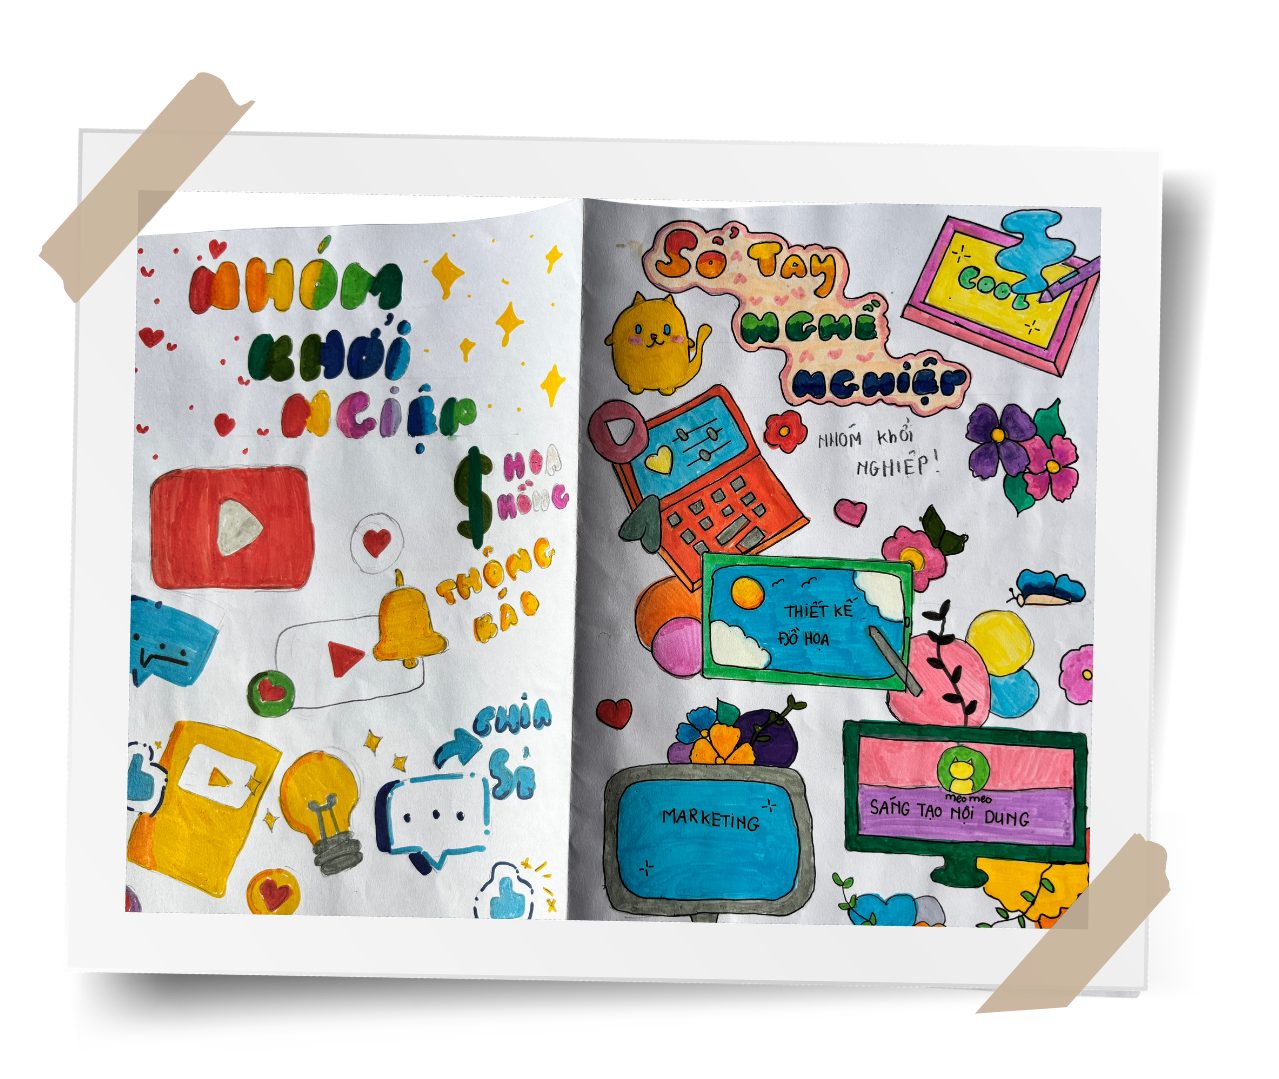 NHÓM
KHỞI
NGIỆP
$ HOA
HỒNG
THÔNG
BÁO
CHIA
SẺ
SỔ TAY
NGHỀ
NGHIỆP
COOL
NHÓM khởi
NGHIỆP!
THIẾT KẾ
ĐỒ HỌA
MARKETING
meo meo
SÁNG TẠO NỘI DUNG